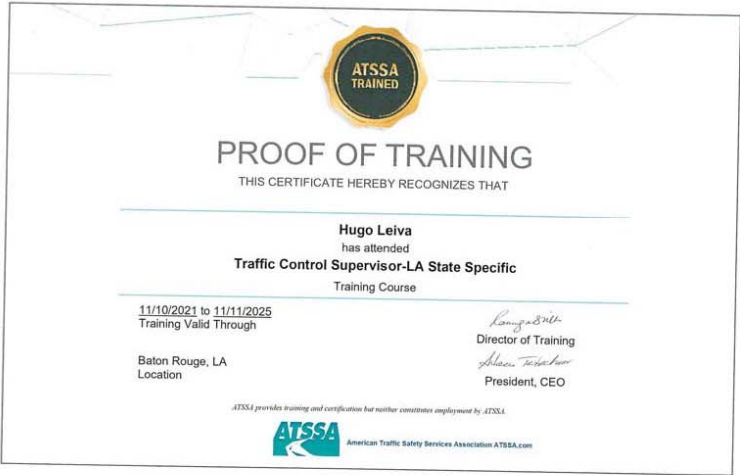 ATSSA
TRAINED
PROOF OF TRAINING
THIS CERTIFICATE HEREBY RECOGNIZES THAT
Hugo Leiva
has attended
Traffic Control Supervisor-LA State Specific
Training Course
11/10/2021 to 11/11/2025
Training Valid Through
Director of Training
Baton Rouge, LA
Location
President, CEO
ATSSA provides training and certification but neither constitutes employment by ATSSA.
ATSSA
American Traffic Safety Services Association ATSSA.com